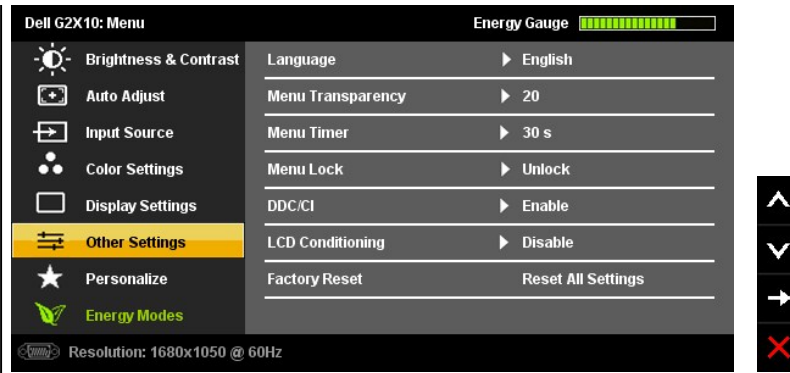 Dell G2X10: Menu Energy Gauge
Brightness & Contrast Language English
Auto Adjust Menu Transparency 20
Input Source Menu Timer 30 s
Color Settings Menu Lock Unlock
Display Settings DDC/CI Enable
Other Settings LCD Conditioning Disable
Personalize Factory Reset Reset All Settings
Energy Modes
Resolution: 1680x1050 @ 60Hz